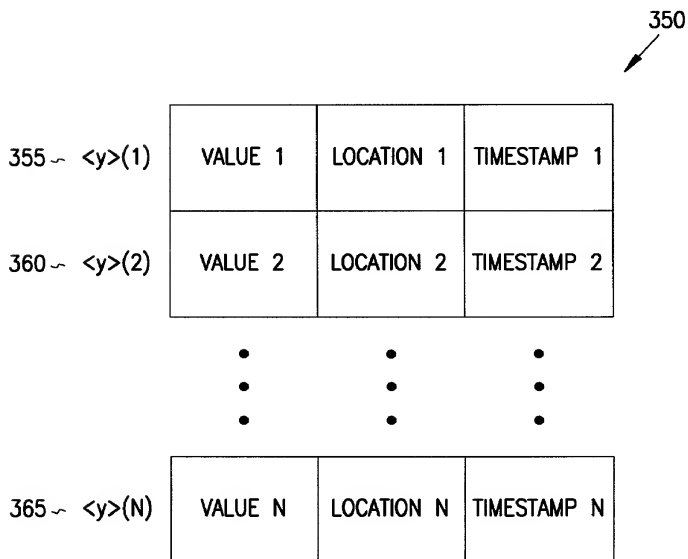 350
355 ~ <y>(1) VALUE 1 LOCATION 1 TIMESTAMP 1
360 ~ <y>(2) VALUE 2 LOCATION 2 TIMESTAMP 2
365 ~ <y>(N) VALUE N LOCATION N TIMESTAMP N